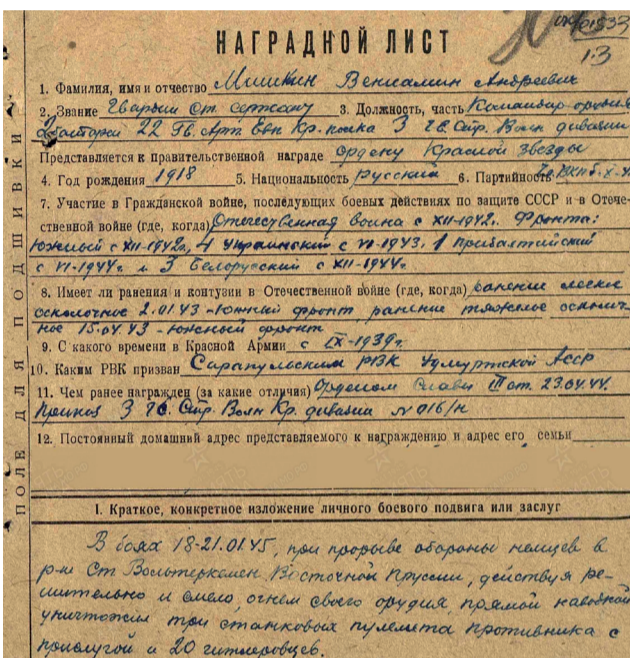 01533
НАГРАДНОЙ ЛИСТ
13
1. Фамилия, имя и отчество Мишкин Вениамин Андреевич
2. Звание Гвардии ст. сержант 3. Должность, часть Командир орудия
2 батареи 22 Гв. Арт. Евп Кр. полка 3 Гв. Стр. Волн дивизии
Представляется к правительственной награде ордену Красной Звезды
4. Год рождения 1918 5. Национальность русский 6. Партийность
7. Участие в Гражданской войне, последующих боевых действиях по защите СССР и в Отече-
ственной войне (где, когда) Отечественная война с XII-1942г. Фронта:
Южный с XII-1942г, 4 Украинский с VI-1943, 1 Прибалтийский
с VI-1944г и 3 Белорусский с XII-1944г
8. Имеет ли ранения и контузии в Отечественной войне (где, когда) ранение легкое
осколочное 2.01.43 - Южный фронт, ранение тяжелое осколоч-
ное 15.04.43 - Южный фронт
9. С какого времени в Красной Армии с IX-1939г.
10. Каким РВК призван Сарапульским РВК Удмуртской АССР
11. Чем ранее награжден (за какие отличия) Орденом Славы III ст. 23.04.44.
Приказ 3 Гв. Стр. Волн Кр. дивизии N 016/н
12. Постоянный домашний адрес представляемого к награждению и адрес его семьи
I. Краткое, конкретное изложение личного боевого подвига или заслуг
В боях 18-21.01.45, при прорыве обороны немцев в
р-не ст Вольтеркемен Восточной Пруссии, действуя ре-
шительно и смело, огнем своего орудия, прямой наводкой
уничтожил три станковых пулемета противника с
прислугой и 20 гитлеровцев.
ПОЛЕ ДЛЯ ПОДШИВКИ